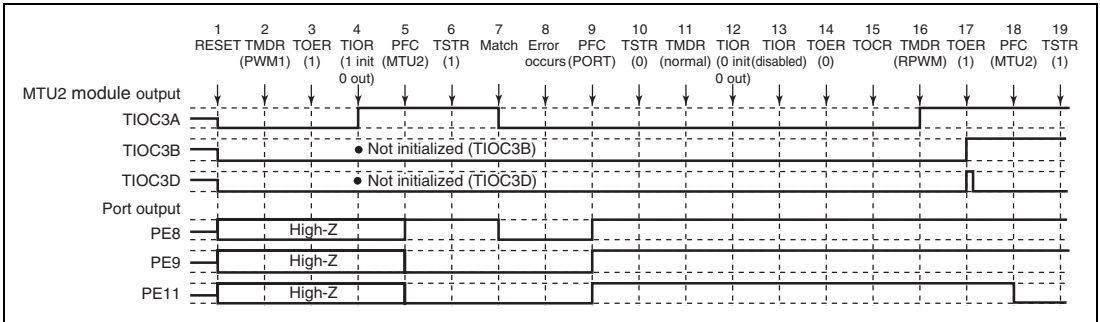 1 2 3 4 5 6 7 8 9 10 11 12 13 14 15 16 17 18 19
RESET TMDR TOER TIOR PFC TSTR Match Error PFC TSTR TMDR TIOR TIOR TOER TOCR TMDR TOER PFC TSTR
(PWM1) (1) (1 init (MTU2) (1) occurs (PORT) (0) (normal) (0 init (disabled) (0) (RPWM) (1) (MTU2) (1)
0 out) 0 out)
MTU2 module output
TIOC3A
TIOC3B • Not initialized (TIOC3B)
TIOC3D • Not initialized (TIOC3D)
Port output
PE8 High-Z
PE9 High-Z
PE11 High-Z